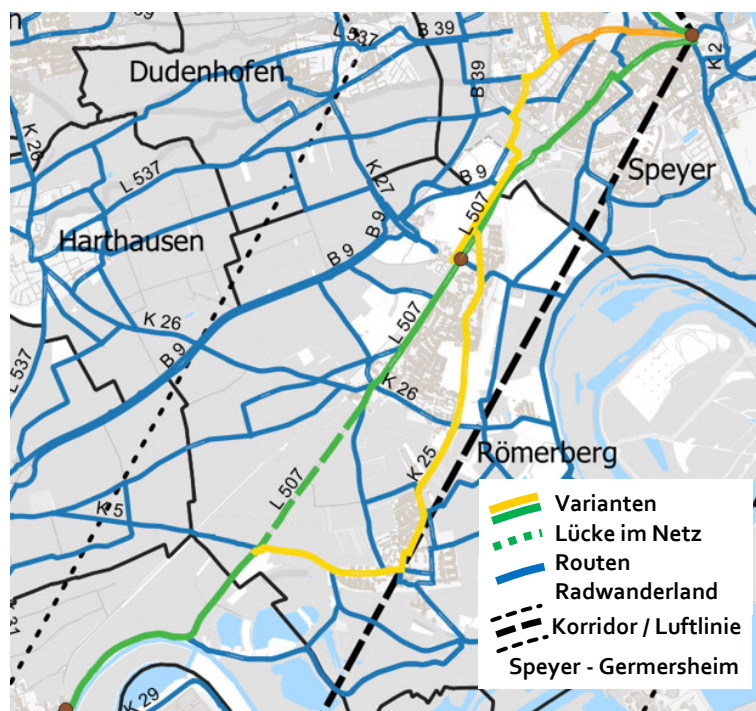 n
L 537
B 39
K 2
Dudenhofen
B 39
K 26
L 537
K 27
B 9
Speyer
L 507
Harthausen
B 9
B 9
K 26
L 507
B 9
L 537
K 26
Römerberg
K 25
L 507
K 5
Varianten
Lücke im Netz
Routen
Radwanderland
Korridor / Luftlinie
Speyer - Germersheim
31
K 29